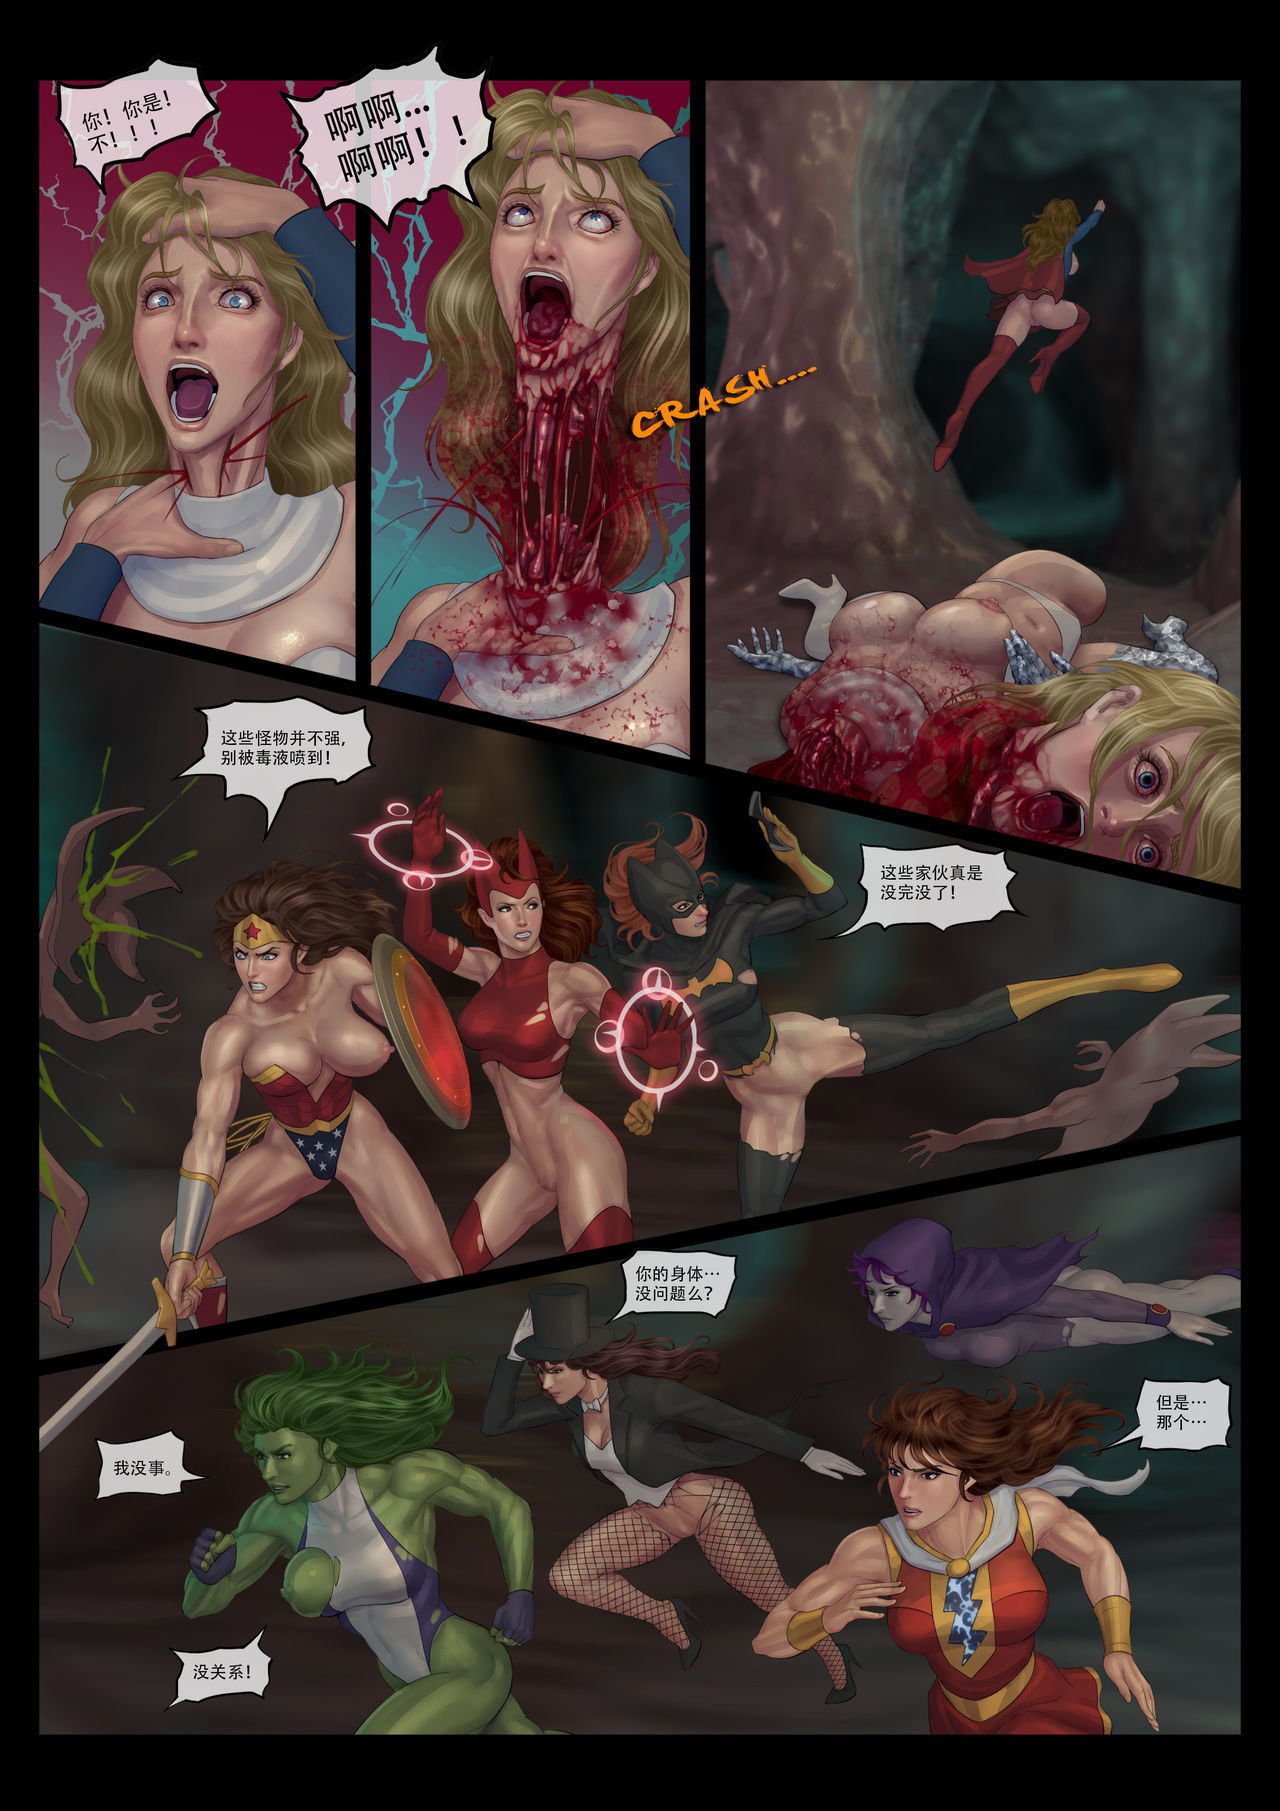 你！你是！
不！！！
啊啊…
啊啊！！
CRASH.....
这些怪物并不强，
别被毒液喷到！
这些家伙真是
没完没了！
你的身体…
没问题么？
但是…
那个…
我没事。
没关系！